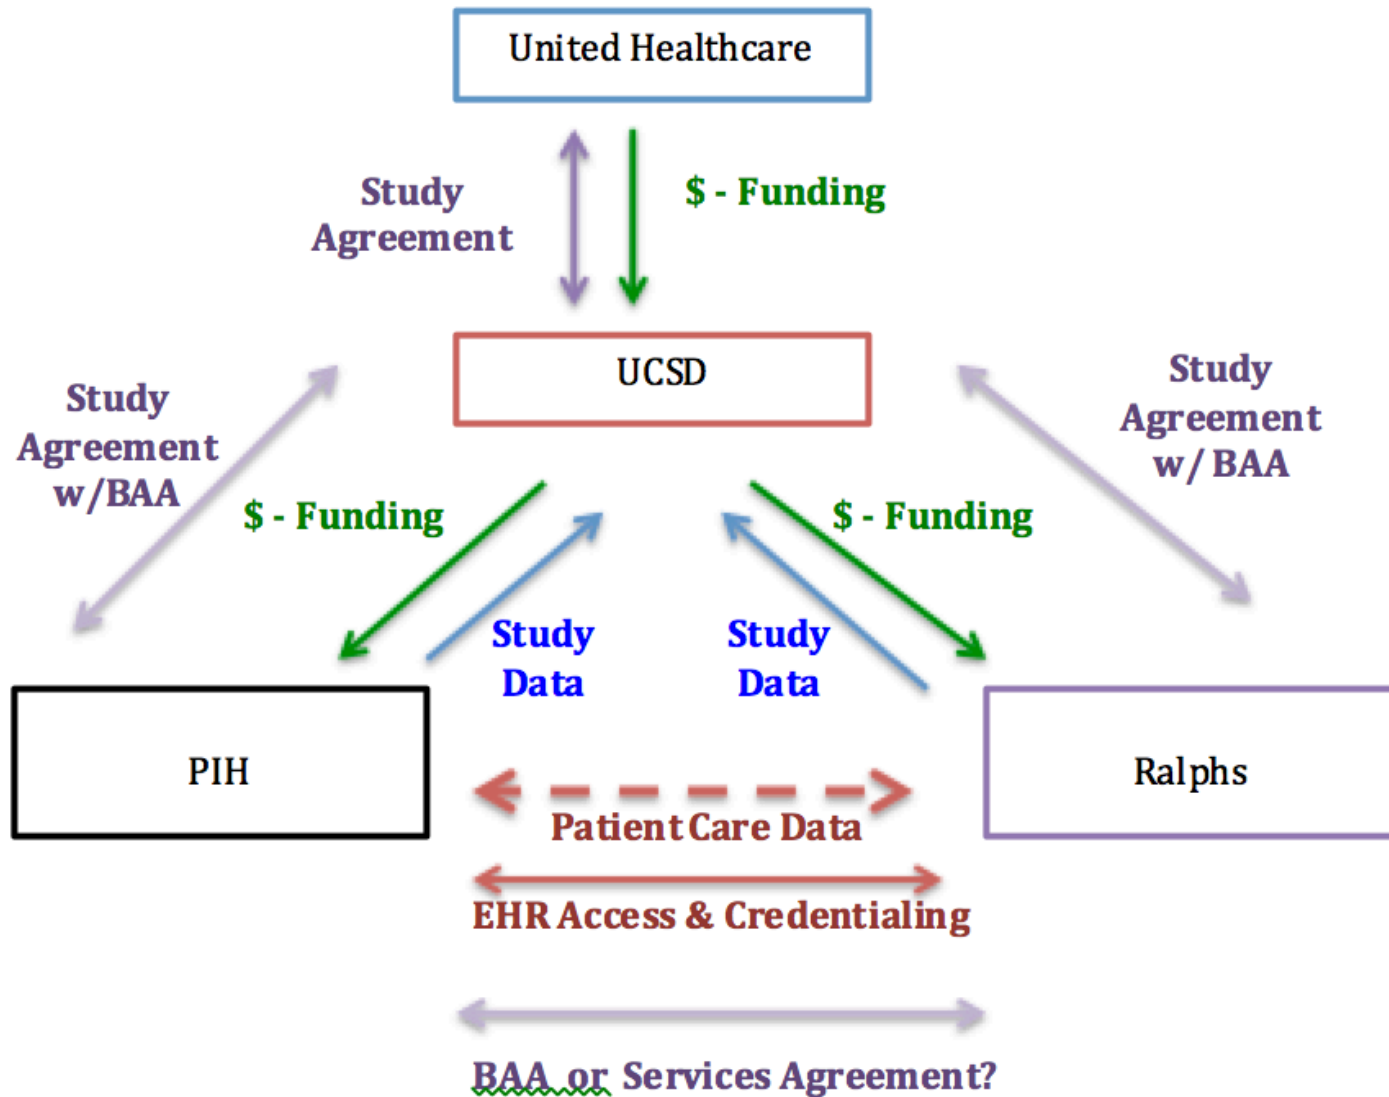 United Healthcare
Study
Agreement
$ - Funding
UCSD
Study
Agreement
w/BAA
Study
Agreement
w/ BAA
$ - Funding
$ - Funding
Study
Data
Study
Data
PIH
Ralphs
Patient Care Data
EHR Access & Credentialing
BAA or Services Agreement?